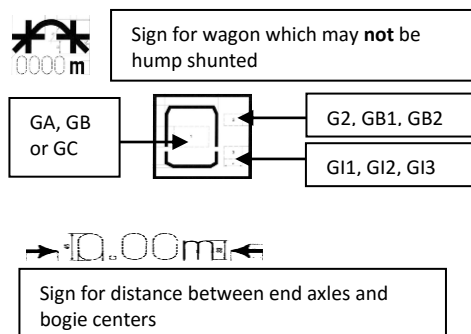 Sign for wagon which may not be
hump shunted
0000 m
GA, GB
or GC
G2, GB1, GB2
GI1, GI2, GI3
0.00m
Sign for distance between end axles and
bogie centers